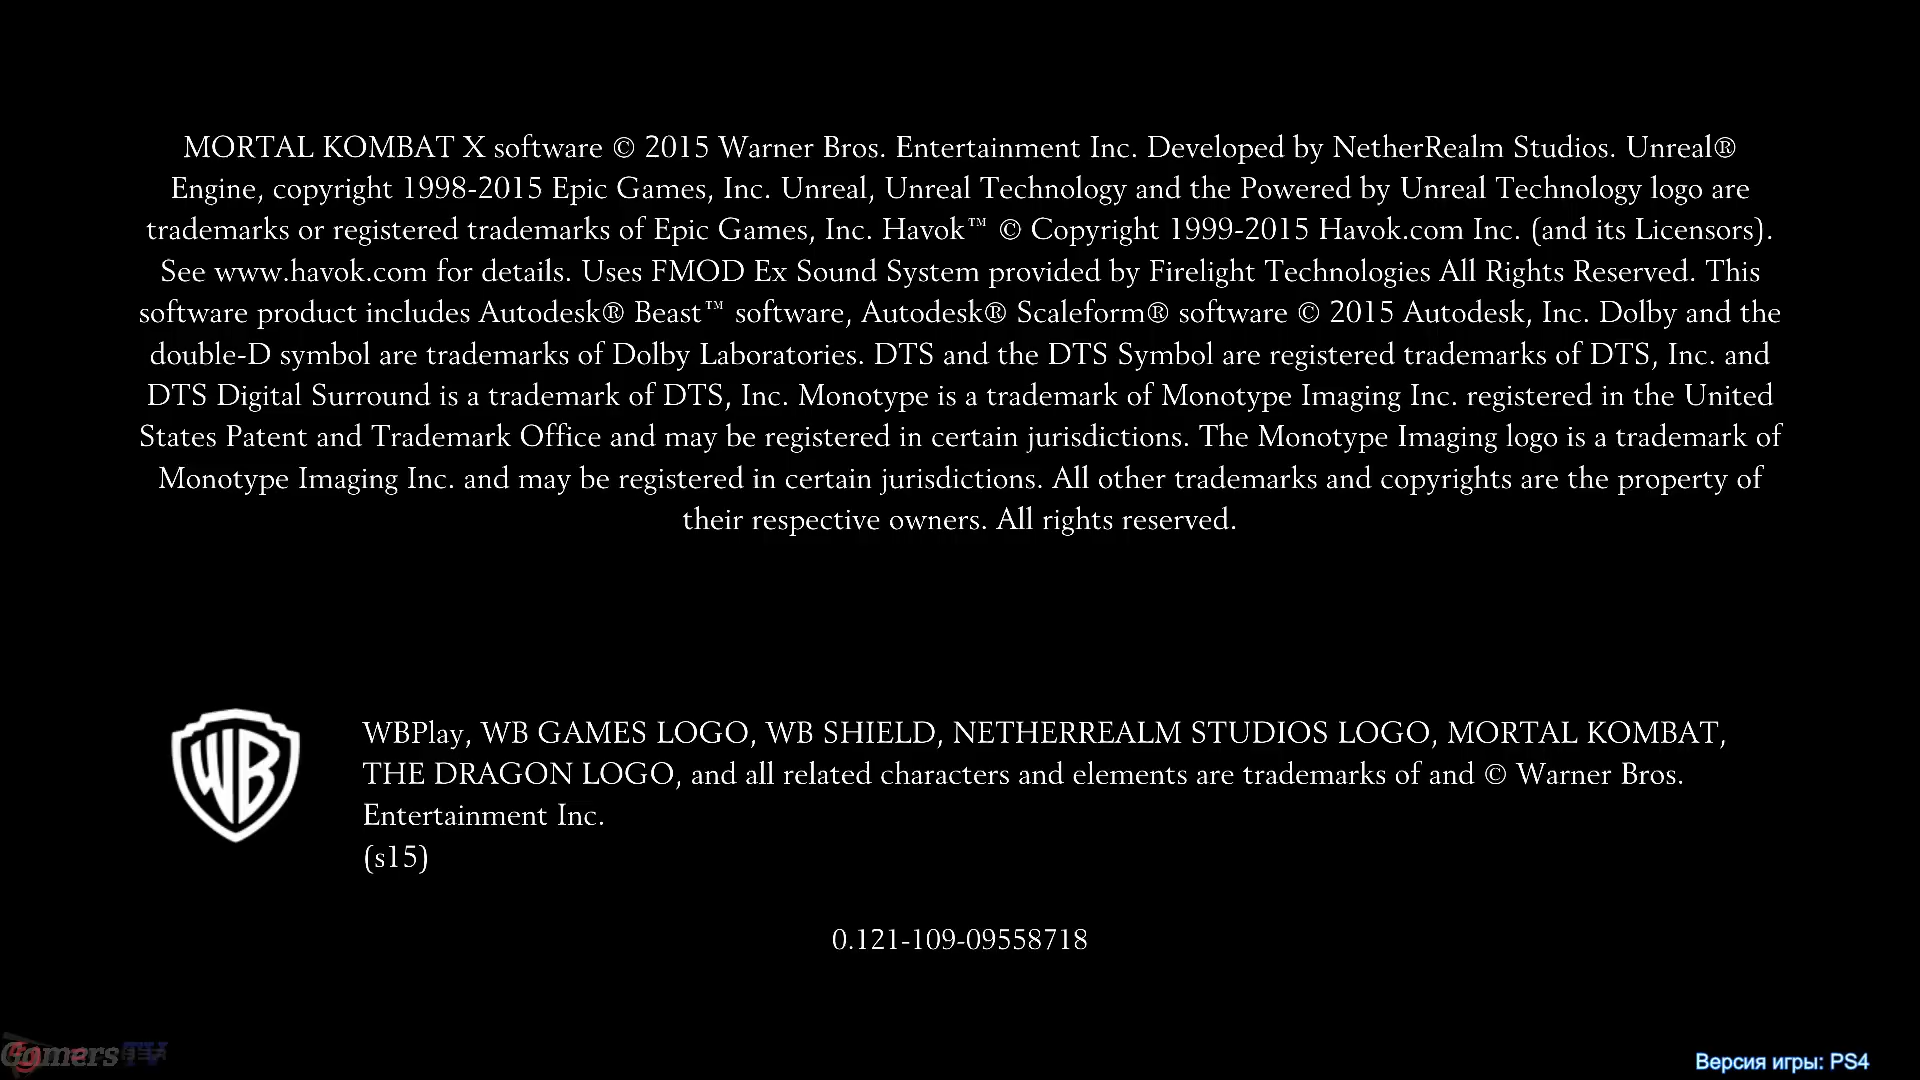 MORTAL KOMBAT X software © 2015 Warner Bros. Entertainment Inc. Developed by NetherRealm Studios. Unreal®
Engine, copyright 1998-2015 Epic Games, Inc. Unreal, Unreal Technology and the Powered by Unreal Technology logo are
trademarks or registered trademarks of Epic Games, Inc. Havok™ © Copyright 1999-2015 Havok.com Inc. (and its Licensors).
See www.havok.com for details. Uses FMOD Ex Sound System provided by Firelight Technologies All Rights Reserved. This
software product includes Autodesk® Beast™ software, Autodesk® Scaleform® software © 2015 Autodesk, Inc. Dolby and the
double-D symbol are trademarks of Dolby Laboratories. DTS and the DTS Symbol are registered trademarks of DTS, Inc. and
DTS Digital Surround is a trademark of DTS, Inc. Monotype is a trademark of Monotype Imaging Inc. registered in the United
States Patent and Trademark Office and may be registered in certain jurisdictions. The Monotype Imaging logo is a trademark of
Monotype Imaging Inc. and may be registered in certain jurisdictions. All other trademarks and copyrights are the property of
their respective owners. All rights reserved.
WB
WBPlay, WB GAMES LOGO, WB SHIELD, NETHERREALM STUDIOS LOGO, MORTAL KOMBAT,
THE DRAGON LOGO, and all related characters and elements are trademarks of and © Warner Bros.
Entertainment Inc.
(s15)
0.121-109-09558718
GamersTV
Версия игры: PS4